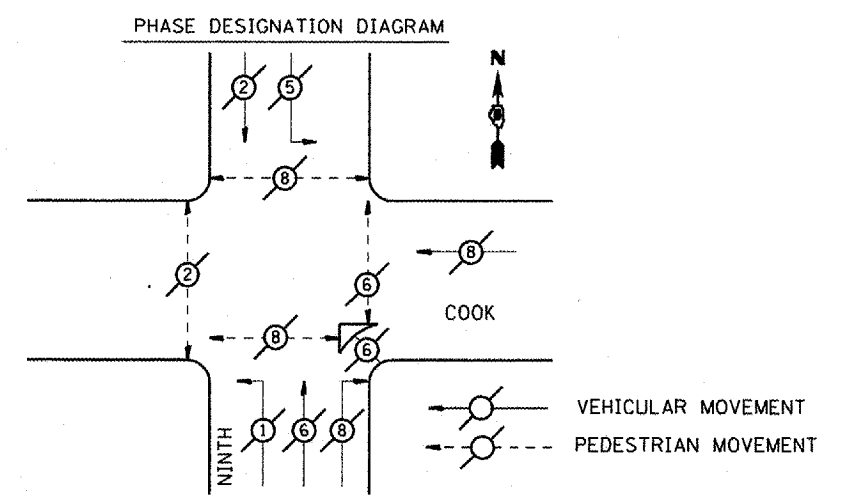 PHASE DESIGNATION DIAGRAM
N
2
5
8
8
2
6
COOK
8
6
1
6
8
NINTH
VEHICULAR MOVEMENT
PEDESTRIAN MOVEMENT